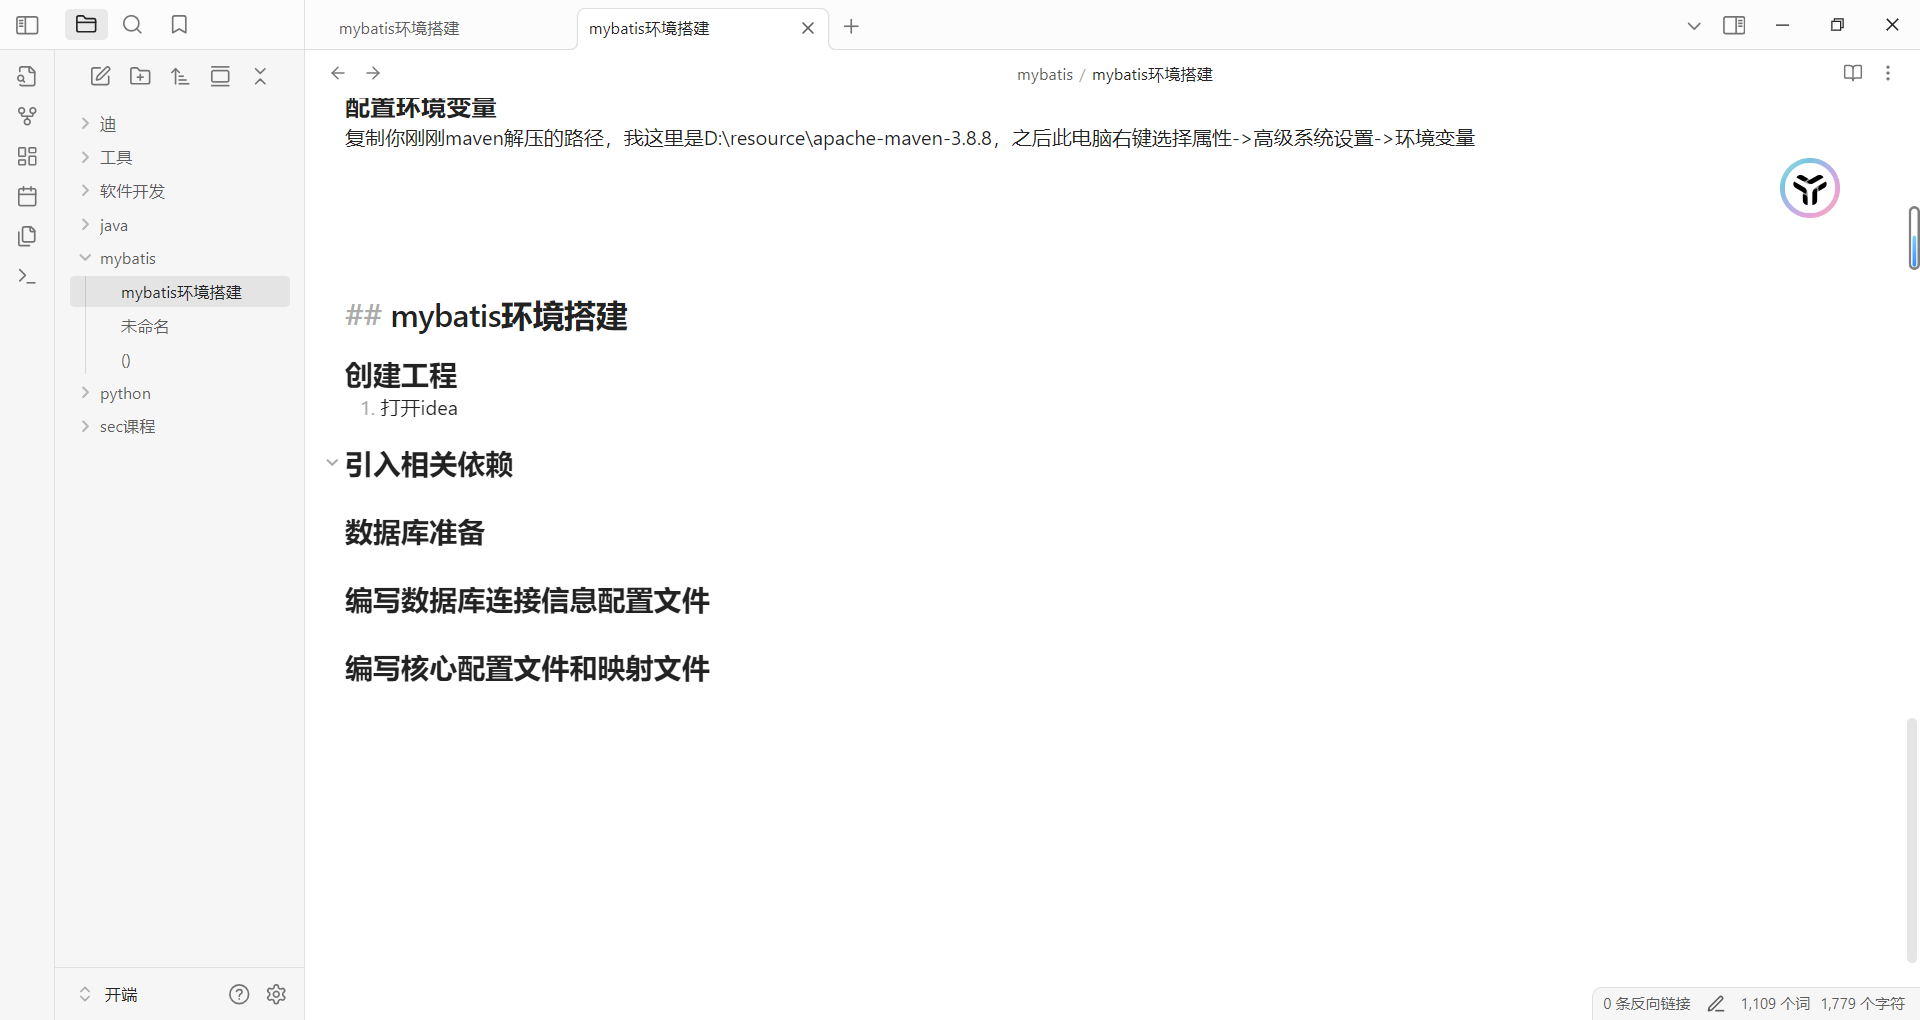 mybatis环境搭建
mybatis环境搭建
mybatis / mybatis环境搭建
迪
工具
软件开发
java
mybatis
mybatis环境搭建
未命名
()
python
sec课程
配置环境变量
复制你刚刚maven解压的路径，我这里是D:\resource\apache-maven-3.8.8，之后此电脑右键选择属性->高级系统设置->环境变量
## mybatis环境搭建
创建工程
1. 打开idea
引入相关依赖
数据库准备
编写数据库连接信息配置文件
编写核心配置文件和映射文件
开端
0 条反向链接 1,109 个词 1,779 个字符